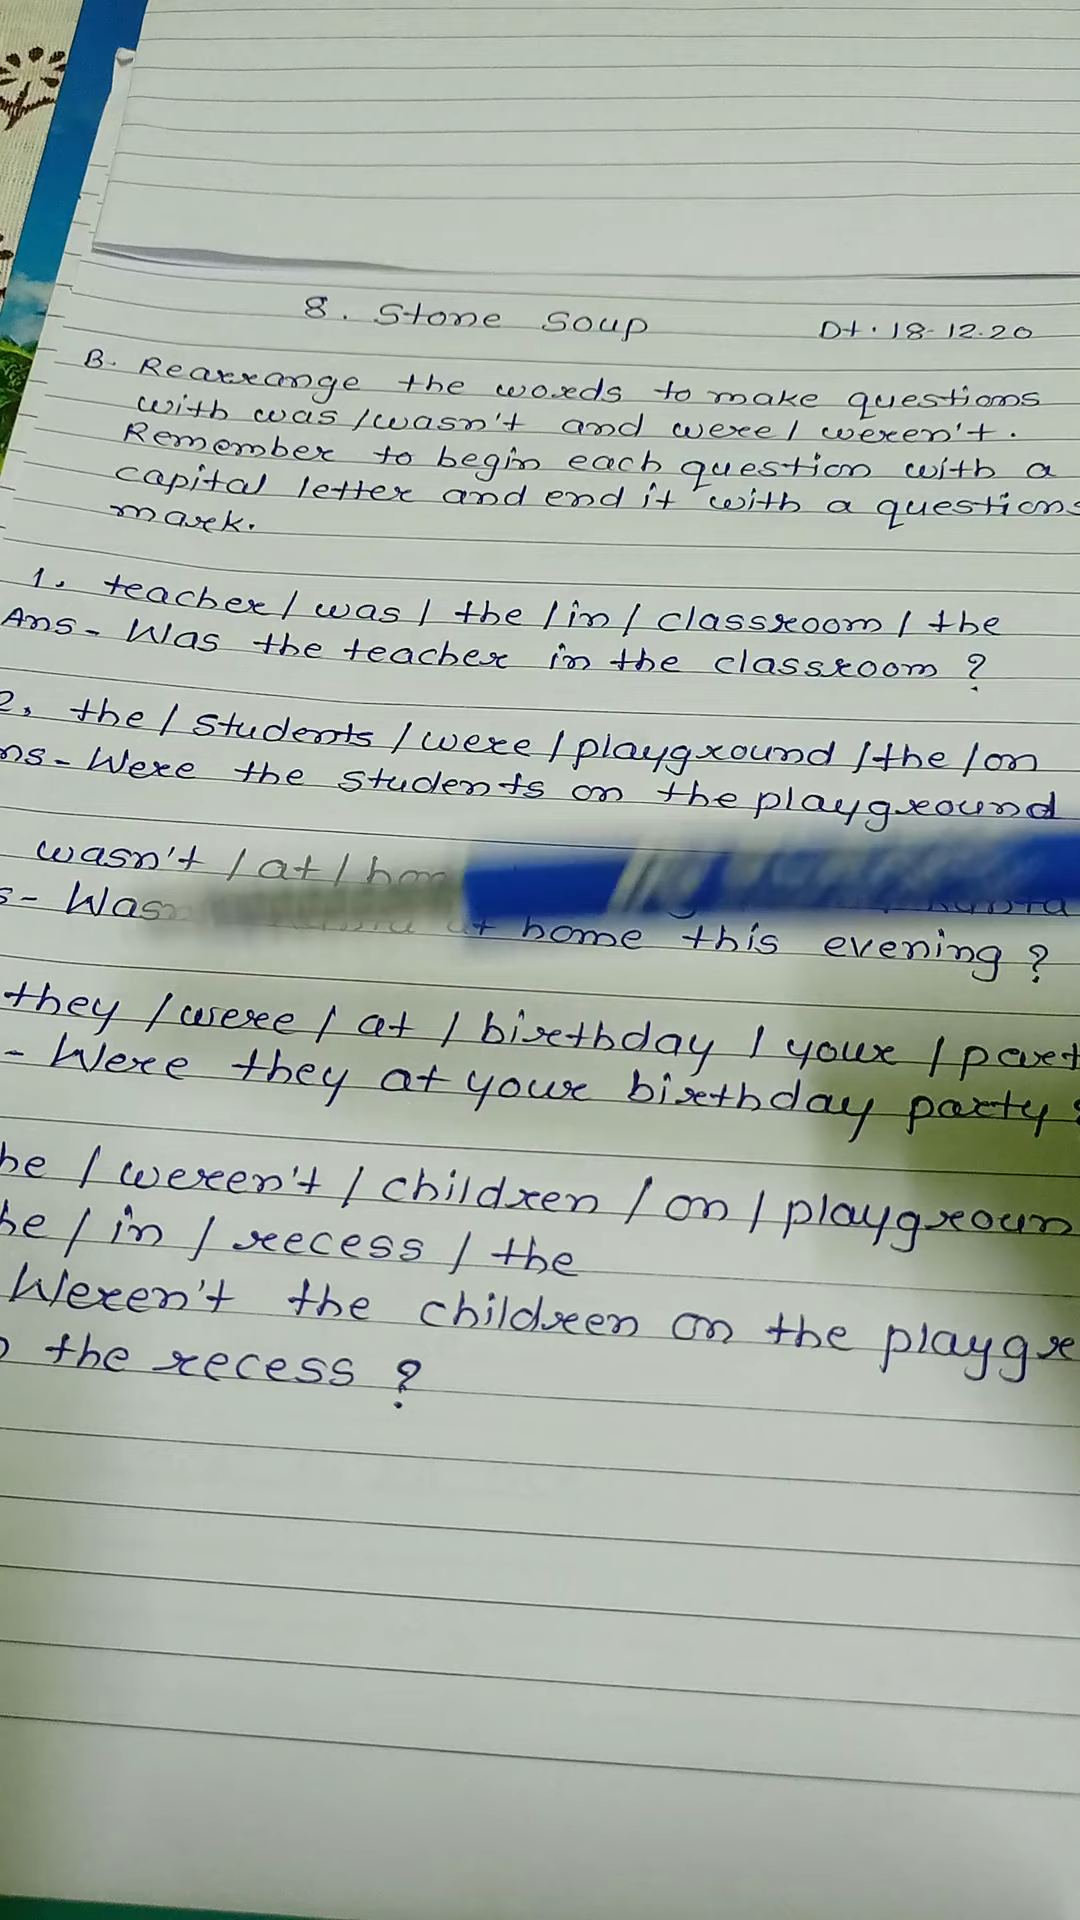 8. Stone Soup Dt. 18-12.20
B. Rearrange the words to make questions
with was/wasn't and were/weren't.
Remember to begin each question with a
capital letter and end it with a questions
mark.
1. teacher/was/the/in/classroom/the
Ans- Was the teacher in the classroom?
2. the/students/were/playground/the/on
ns- Were the students on the playground
wasn't/at/
s- at home this evening?
they/were/at/birthday/your/part
- Were they at your birthday party
he/weren't/children/on/playgroun
he/in/recess/the
Weren't the children on the playgr
the recess?